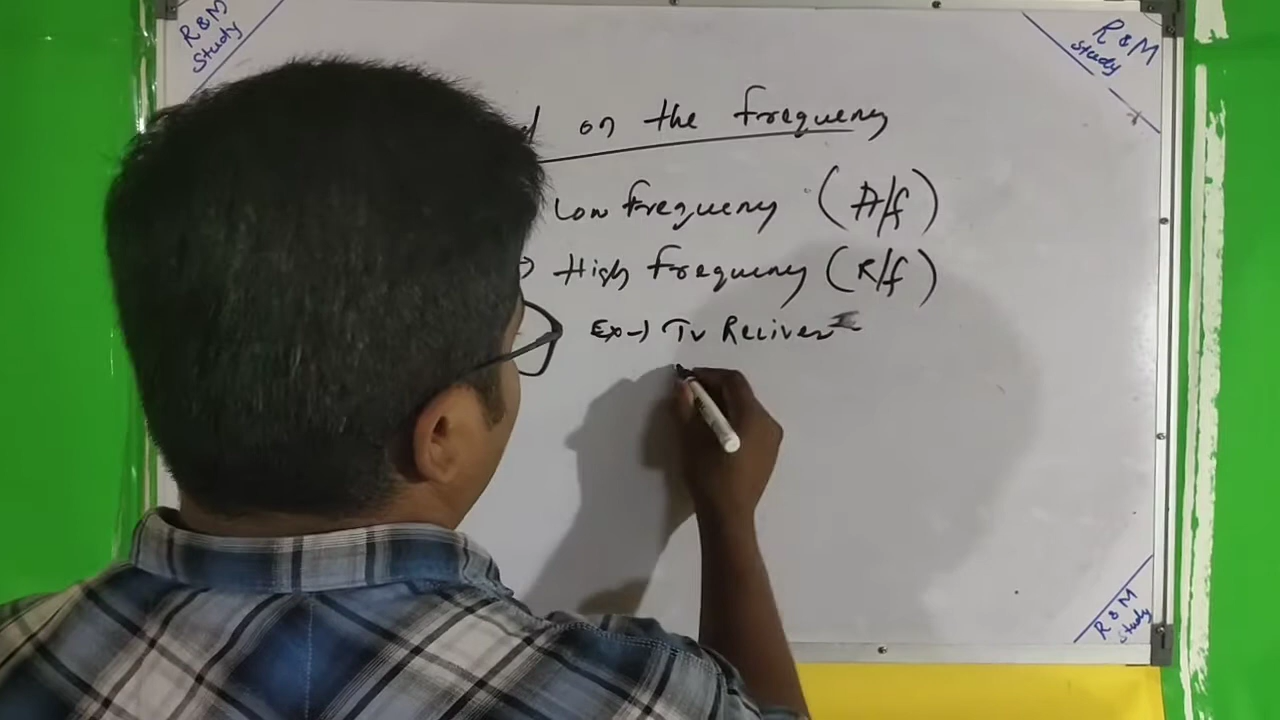 R & M
Study
R & M
Study
on the frequency
Low frequency (A/f)
High frequency (R/f)
Ex→ Tv Reciver
R & M
Study